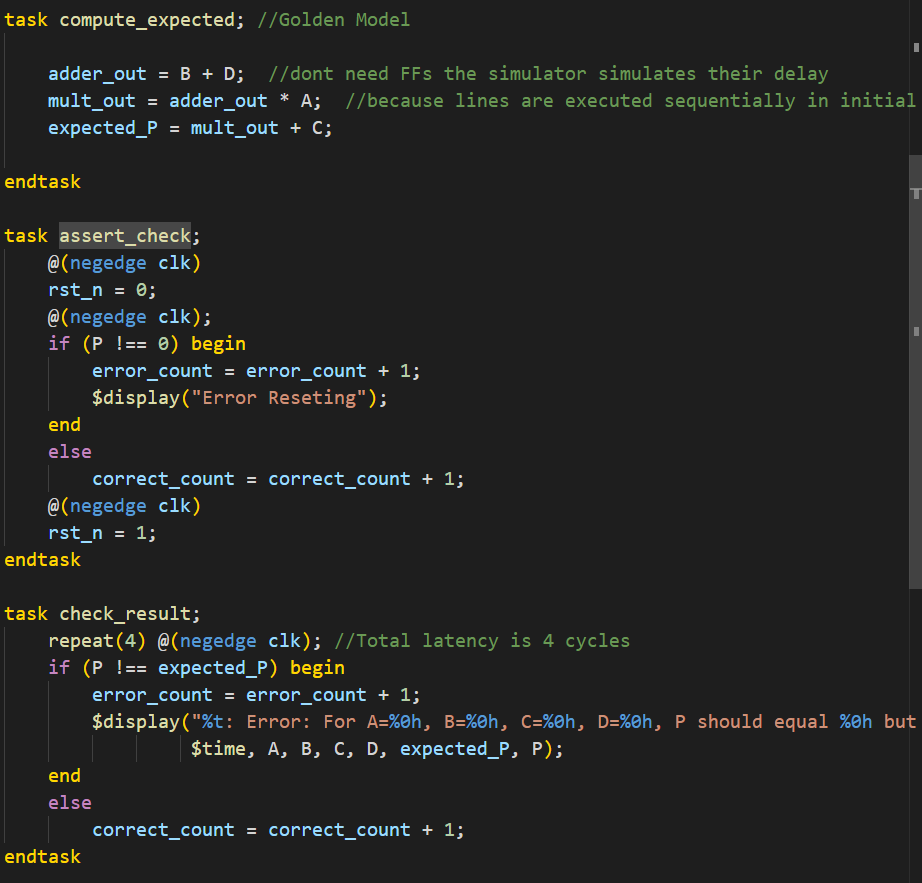 task compute_expected; //Golden Model
adder_out = B + D;  //dont need FFs the simulator simulates their delay
mult_out = adder_out * A;  //because lines are executed sequentially in initial
expected_P = mult_out + C;
endtask
task assert_check;
@(negedge clk)
rst_n = 0;
@(negedge clk);
if (P !== 0) begin
error_count = error_count + 1;
$display("Error Reseting");
end
else
correct_count = correct_count + 1;
@(negedge clk)
rst_n = 1;
endtask
task check_result;
repeat(4) @(negedge clk); //Total latency is 4 cycles
if (P !== expected_P) begin
error_count = error_count + 1;
$display("%t: Error: For A=%0h, B=%0h, C=%0h, D=%0h, P should equal %0h but
$time, A, B, C, D, expected_P, P);
end
else
correct_count = correct_count + 1;
endtask